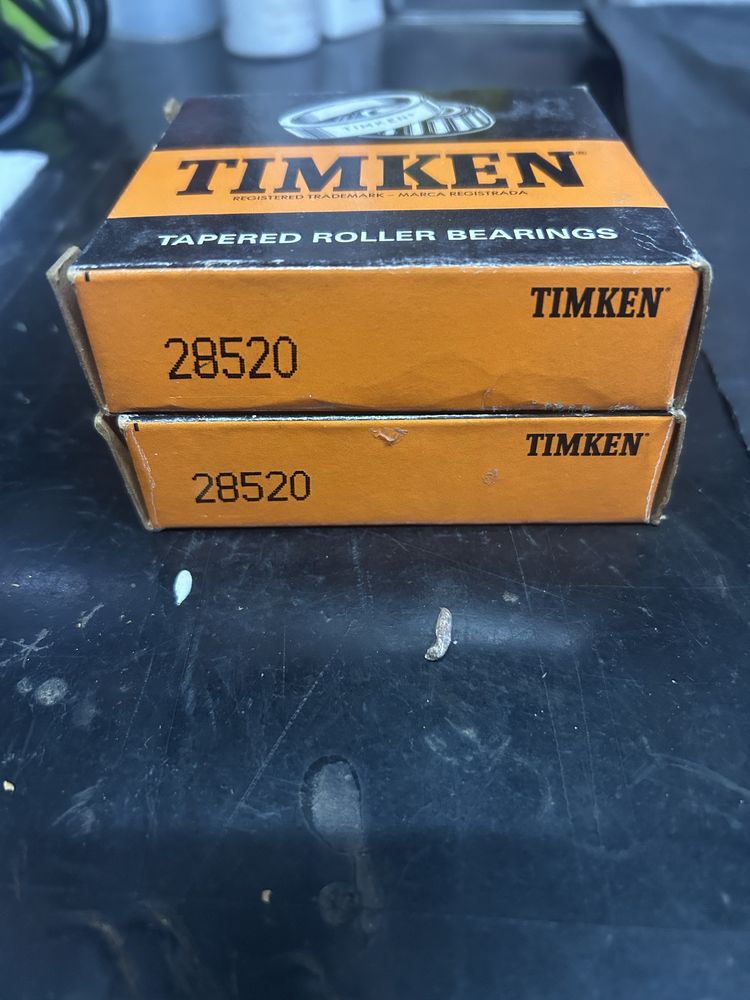 TIMKEN
TIMKEN®
REGISTERED TRADEMARK – MARCA REGISTRADA
TAPERED ROLLER BEARINGS
TIMKEN®
28520
TIMKEN®
28520